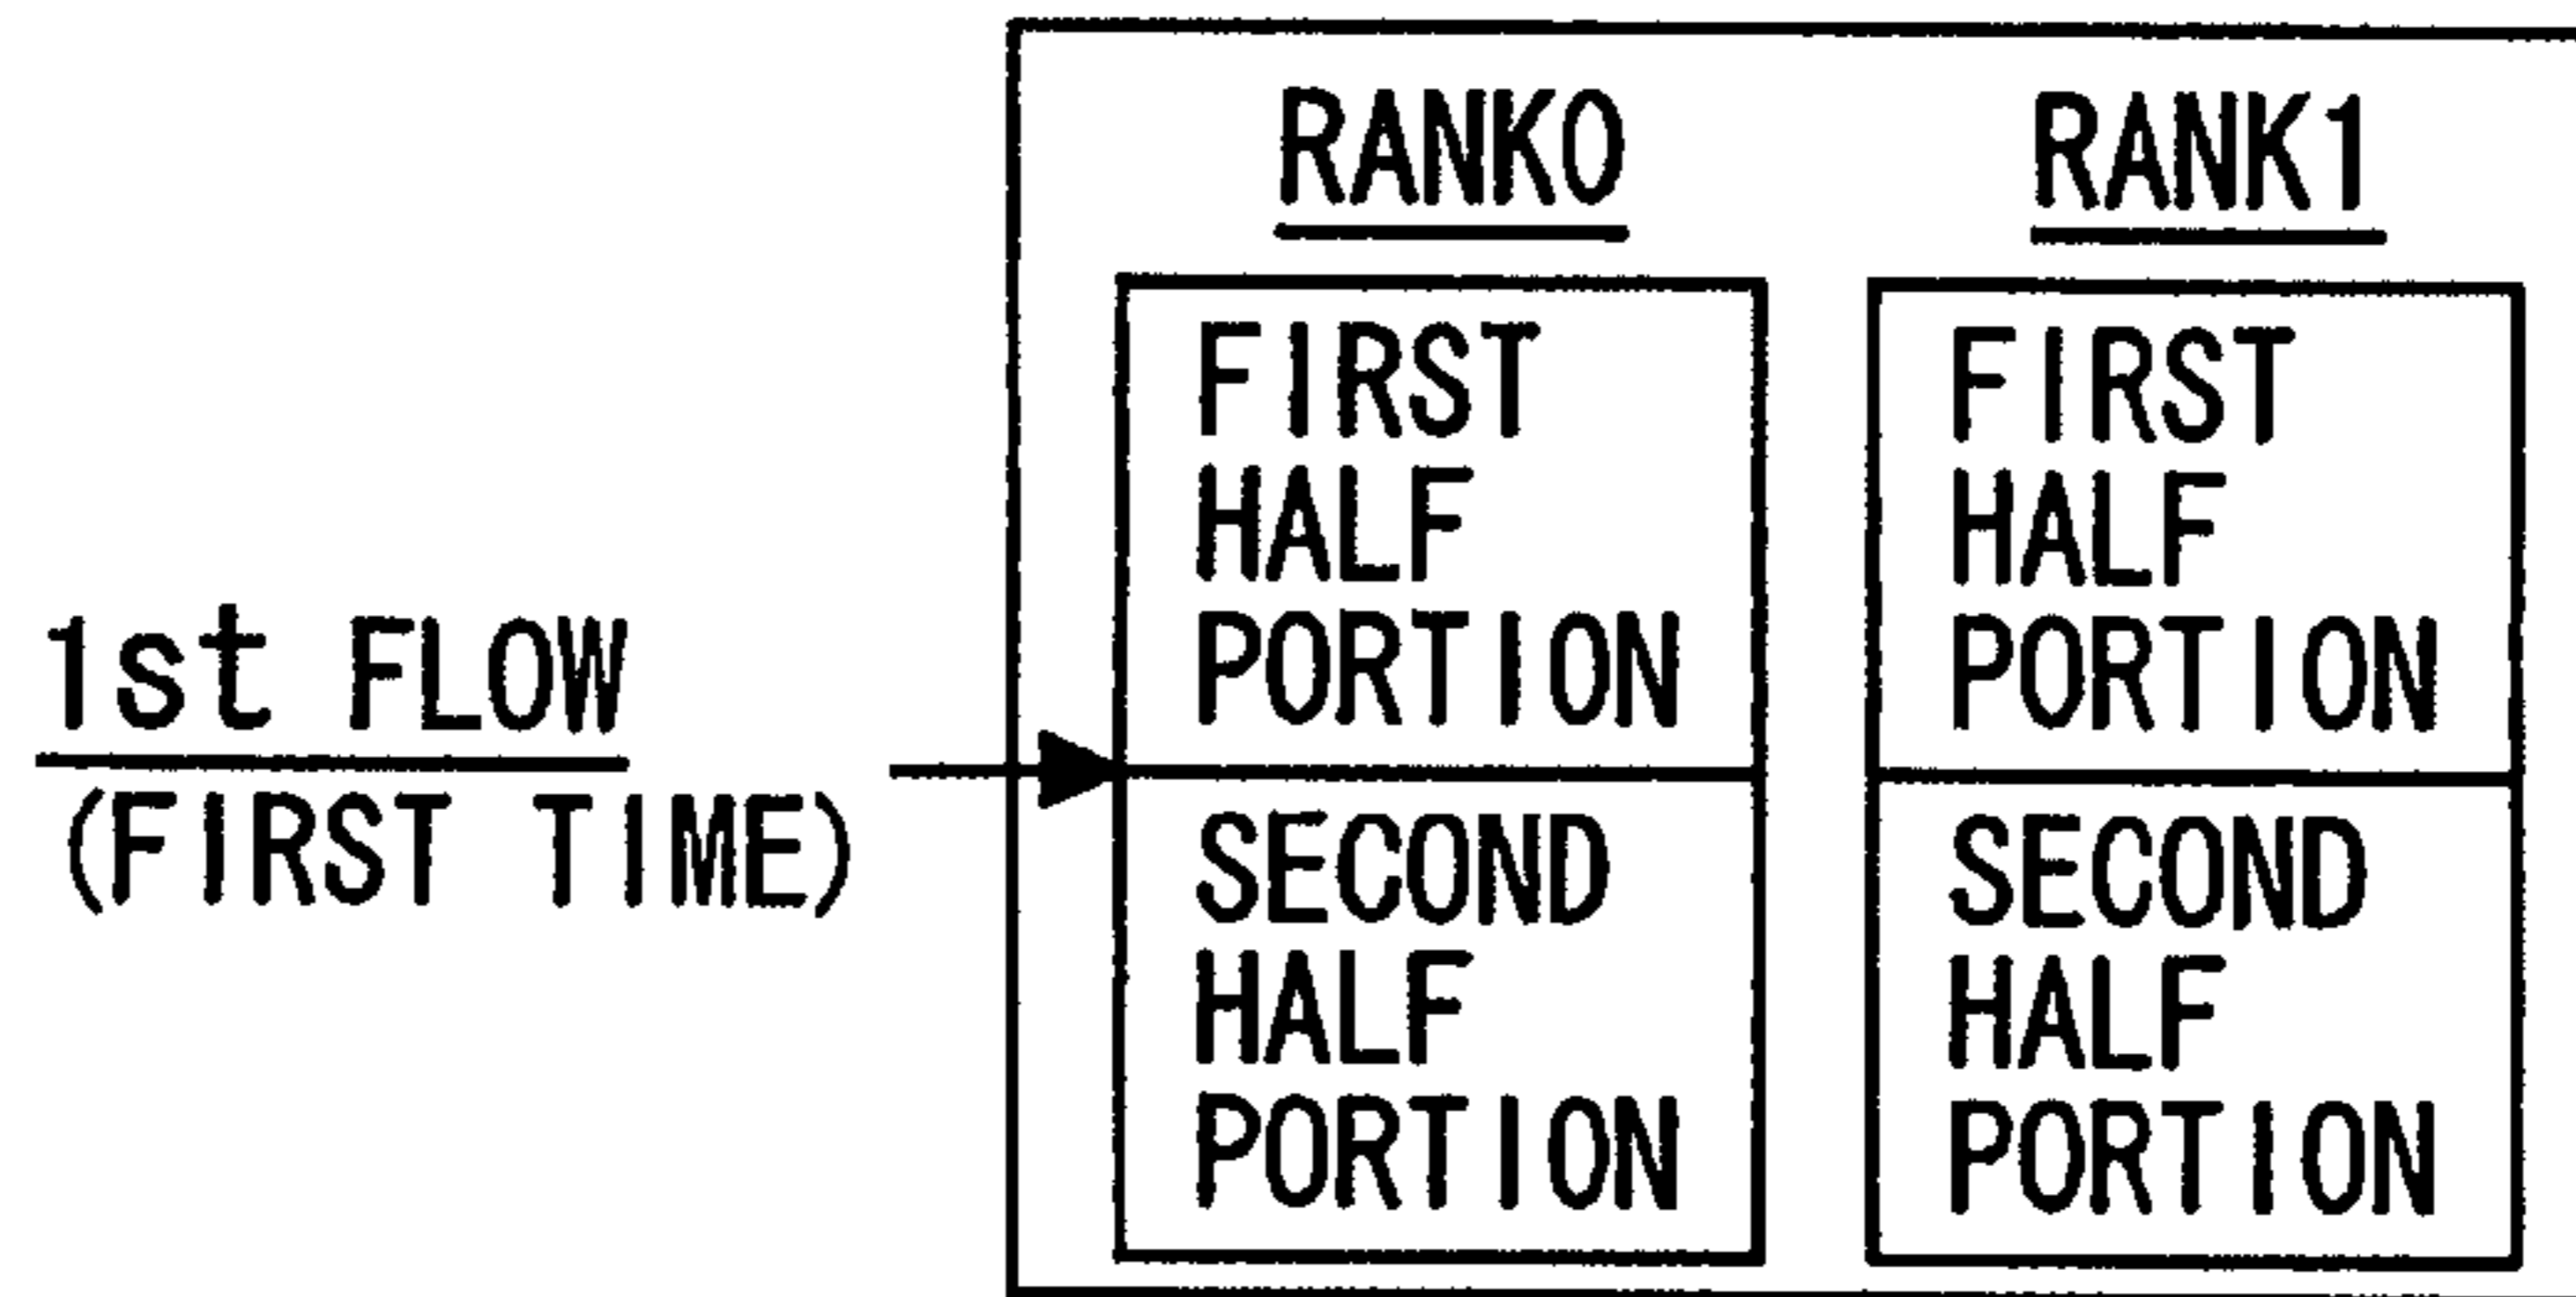 1st FLOW
(FIRST TIME)
RANK0
FIRST
HALF
PORTION
SECOND
HALF
PORTION
RANK1
FIRST
HALF
PORTION
SECOND
HALF
PORTION